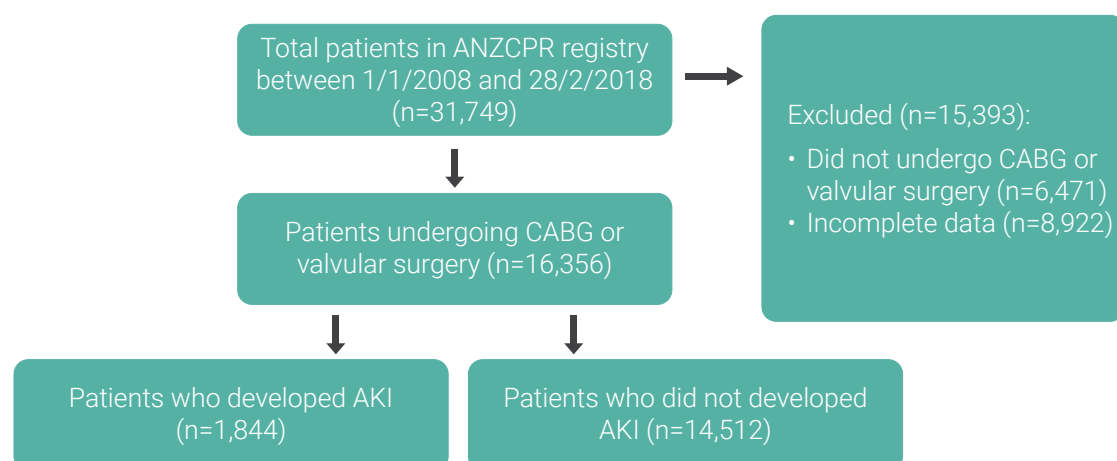 Total patients in ANZCPR registry
between 1/1/2008 and 28/2/2018
(n=31,749)
Excluded (n=15,393):
• Did not undergo CABG or
valvular surgery (n=6,471)
• Incomplete data (n=8,922)
Patients undergoing CABG or
valvular surgery (n=16,356)
Patients who developed AKI
(n=1,844)
Patients who did not developed
AKI (n=14,512)